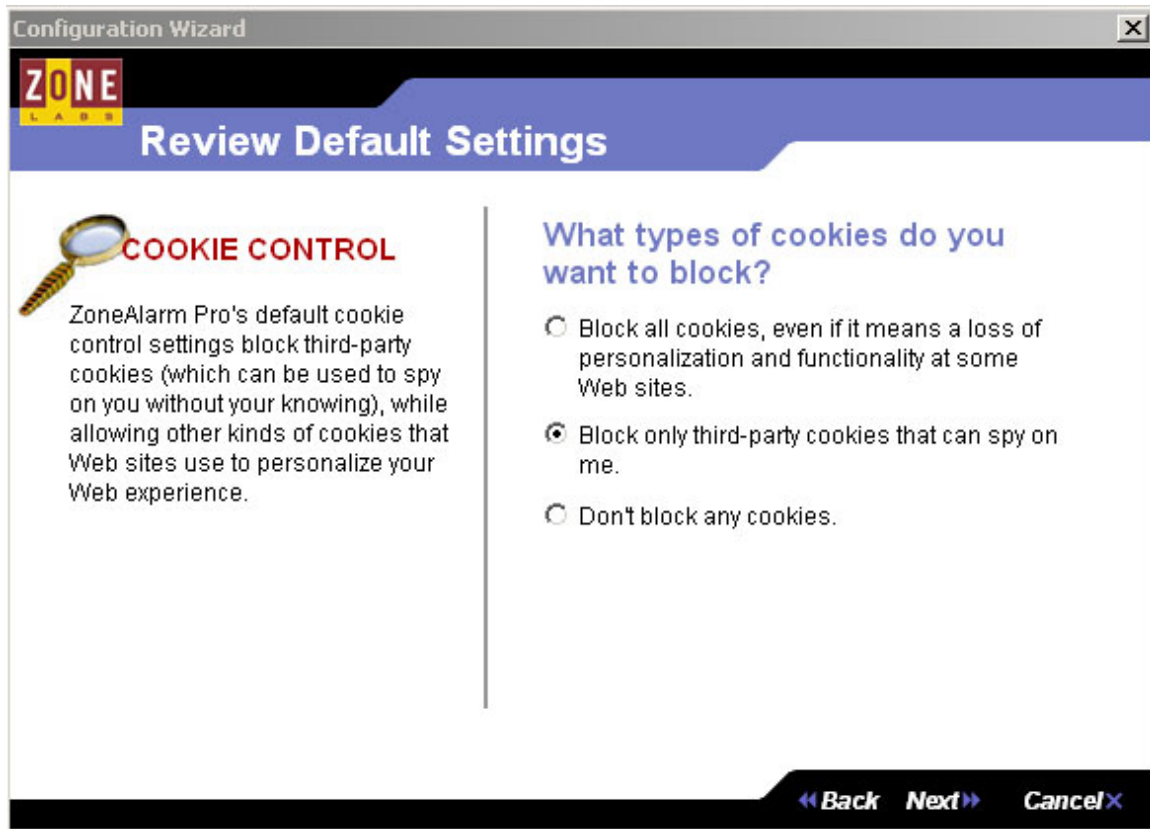 Configuration Wizard
ZONE
LABS
Review Default Settings
COOKIE CONTROL
ZoneAlarm Pro's default cookie
control settings block third-party
cookies (which can be used to spy
on you without your knowing), while
allowing other kinds of cookies that
Web sites use to personalize your
Web experience.
What types of cookies do you
want to block?
Block all cookies, even if it means a loss of
personalization and functionality at some
Web sites.
Block only third-party cookies that can spy on
me.
Don't block any cookies.
Back Next Cancel